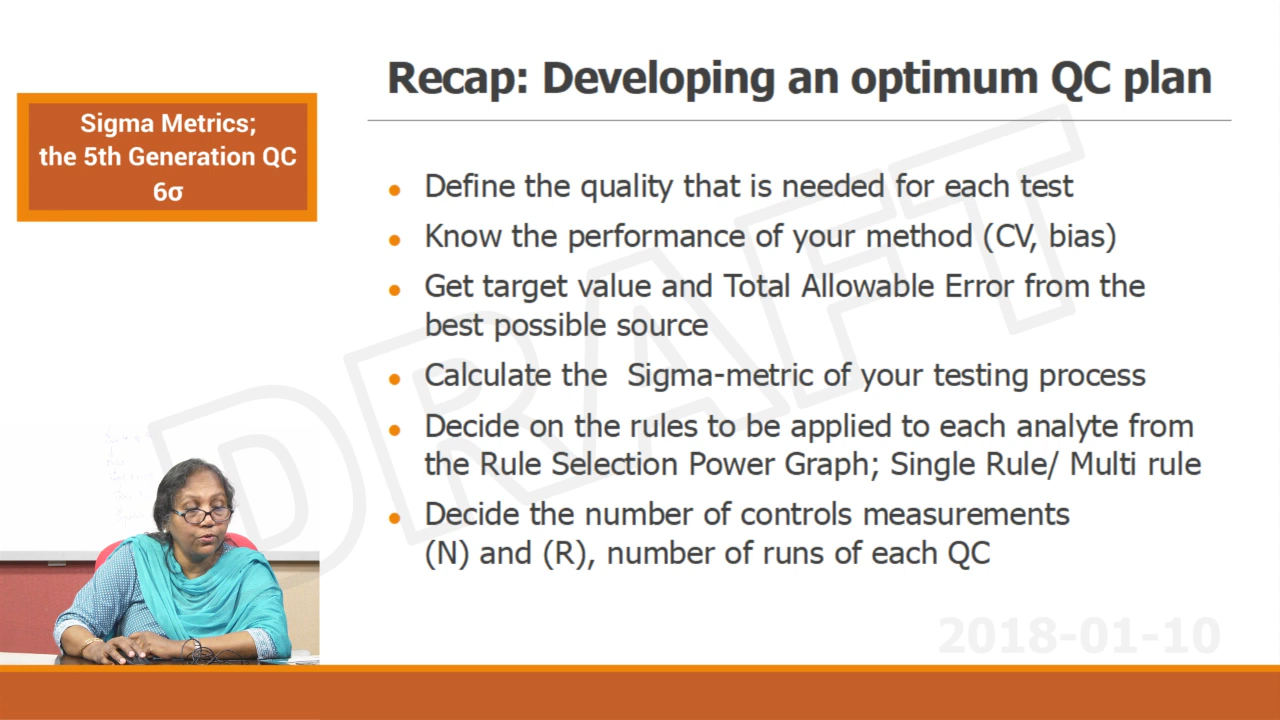 Recap: Developing an optimum QC plan
Sigma Metrics;
the 5th Generation QC
6σ
• Define the quality that is needed for each test
• Know the performance of your method (CV, bias)
• Get target value and Total Allowable Error from the
best possible source
• Calculate the Sigma-metric of your testing process
• Decide on the rules to be applied to each analyte from
the Rule Selection Power Graph; Single Rule/ Multi rule
• Decide the number of controls measurements
(N) and (R), number of runs of each QC
DRAFT
2018-01-10